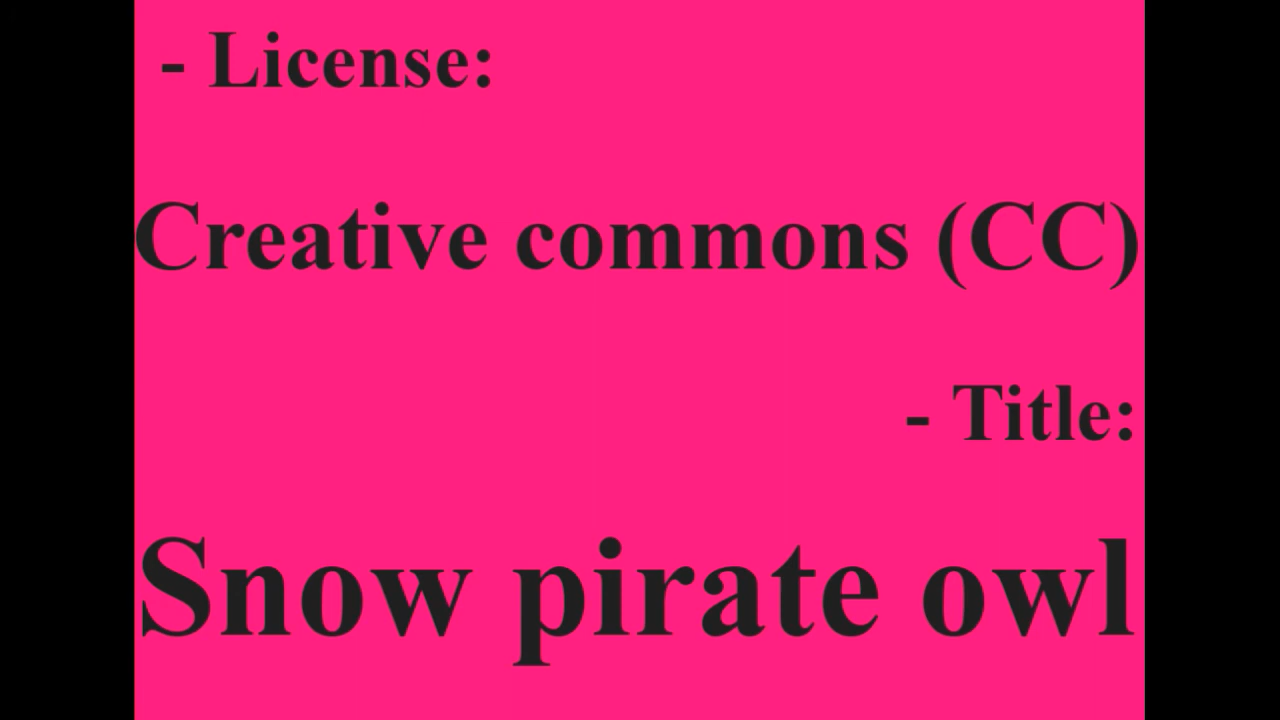 - License:
Creative commons (CC)
- Title:
Snow pirate owl